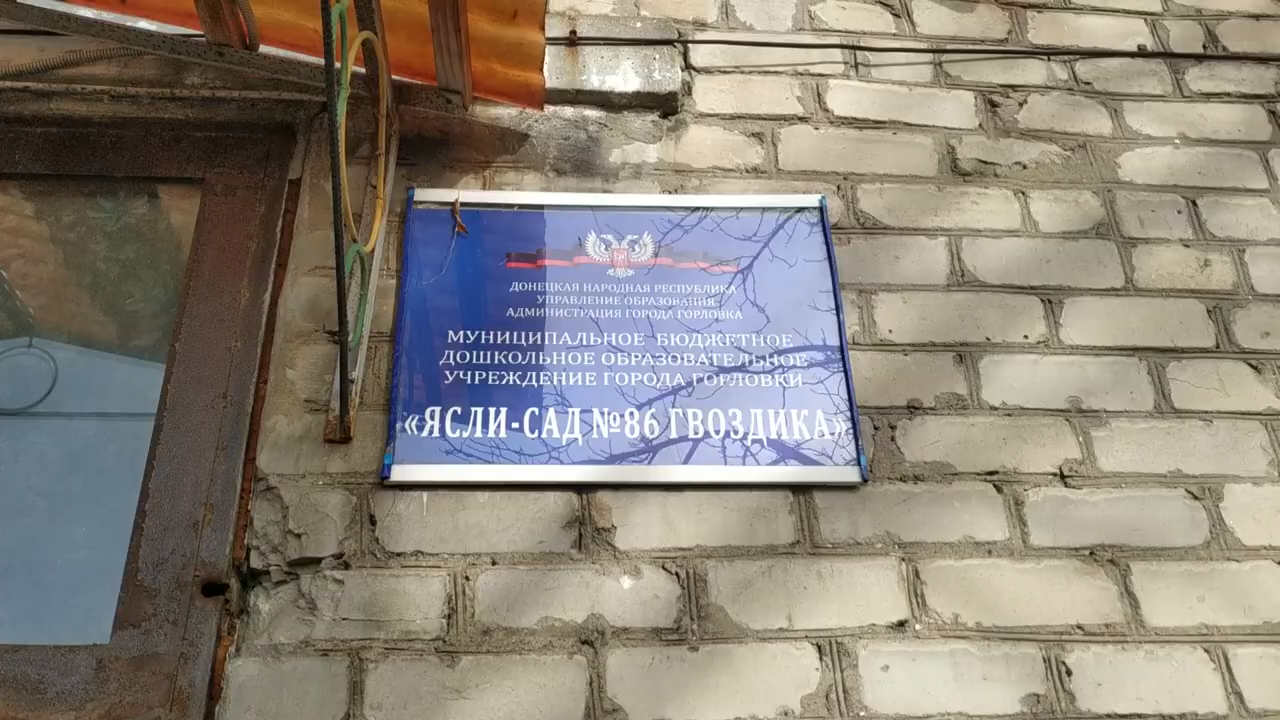 ДОНЕЦКАЯ НАРОДНАЯ РЕСПУБЛИКА
УПРАВЛЕНИЕ ОБРАЗОВАНИЯ
АДМИНИСТРАЦИЯ ГОРОДА ГОРЛОВКА
МУНИЦИПАЛЬНОЕ БЮДЖЕТНОЕ
ДОШКОЛЬНОЕ ОБРАЗОВАТЕЛЬНОЕ
УЧРЕЖДЕНИЕ ГОРОДА ГОРЛОВКИ
«ЯСЛИ-САД №86 ГВОЗДИКА»